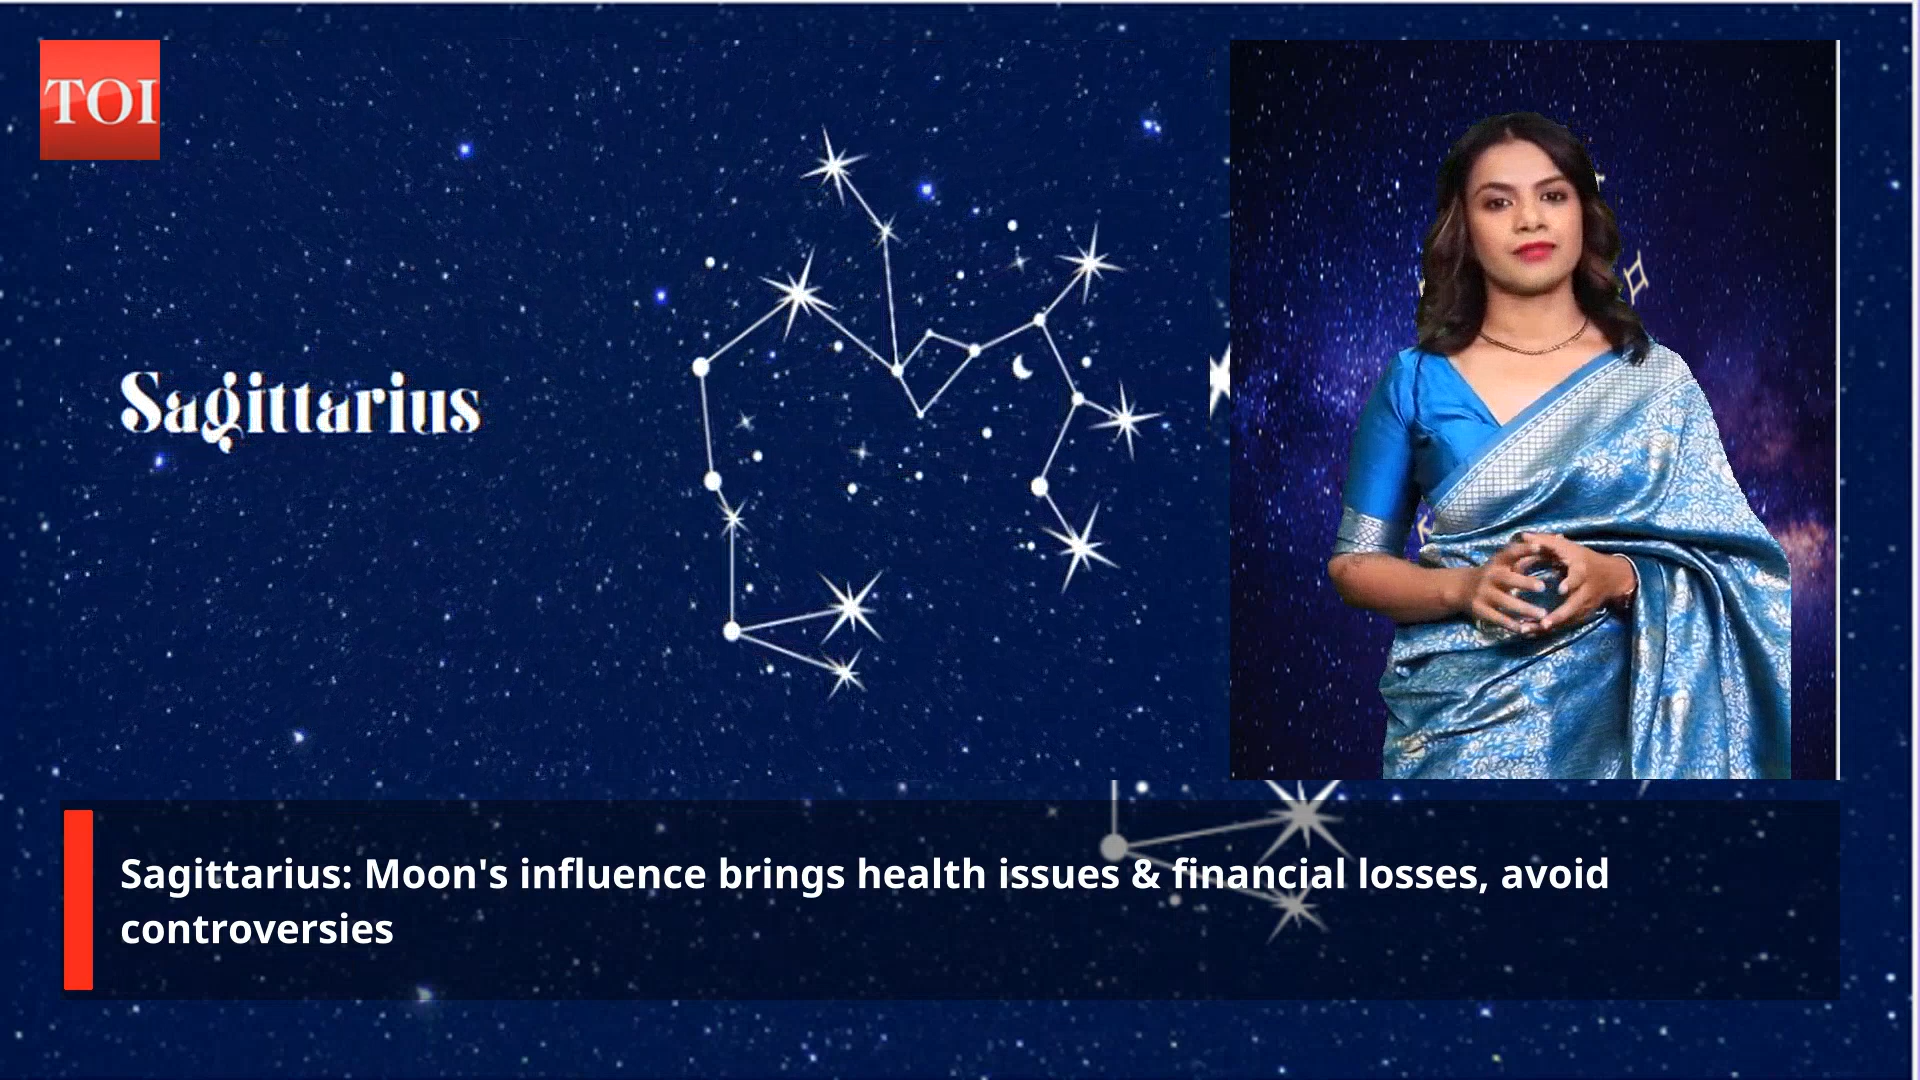 TOI
Sagittarius
Sagittarius: Moon's influence brings health issues & financial losses, avoid
controversies